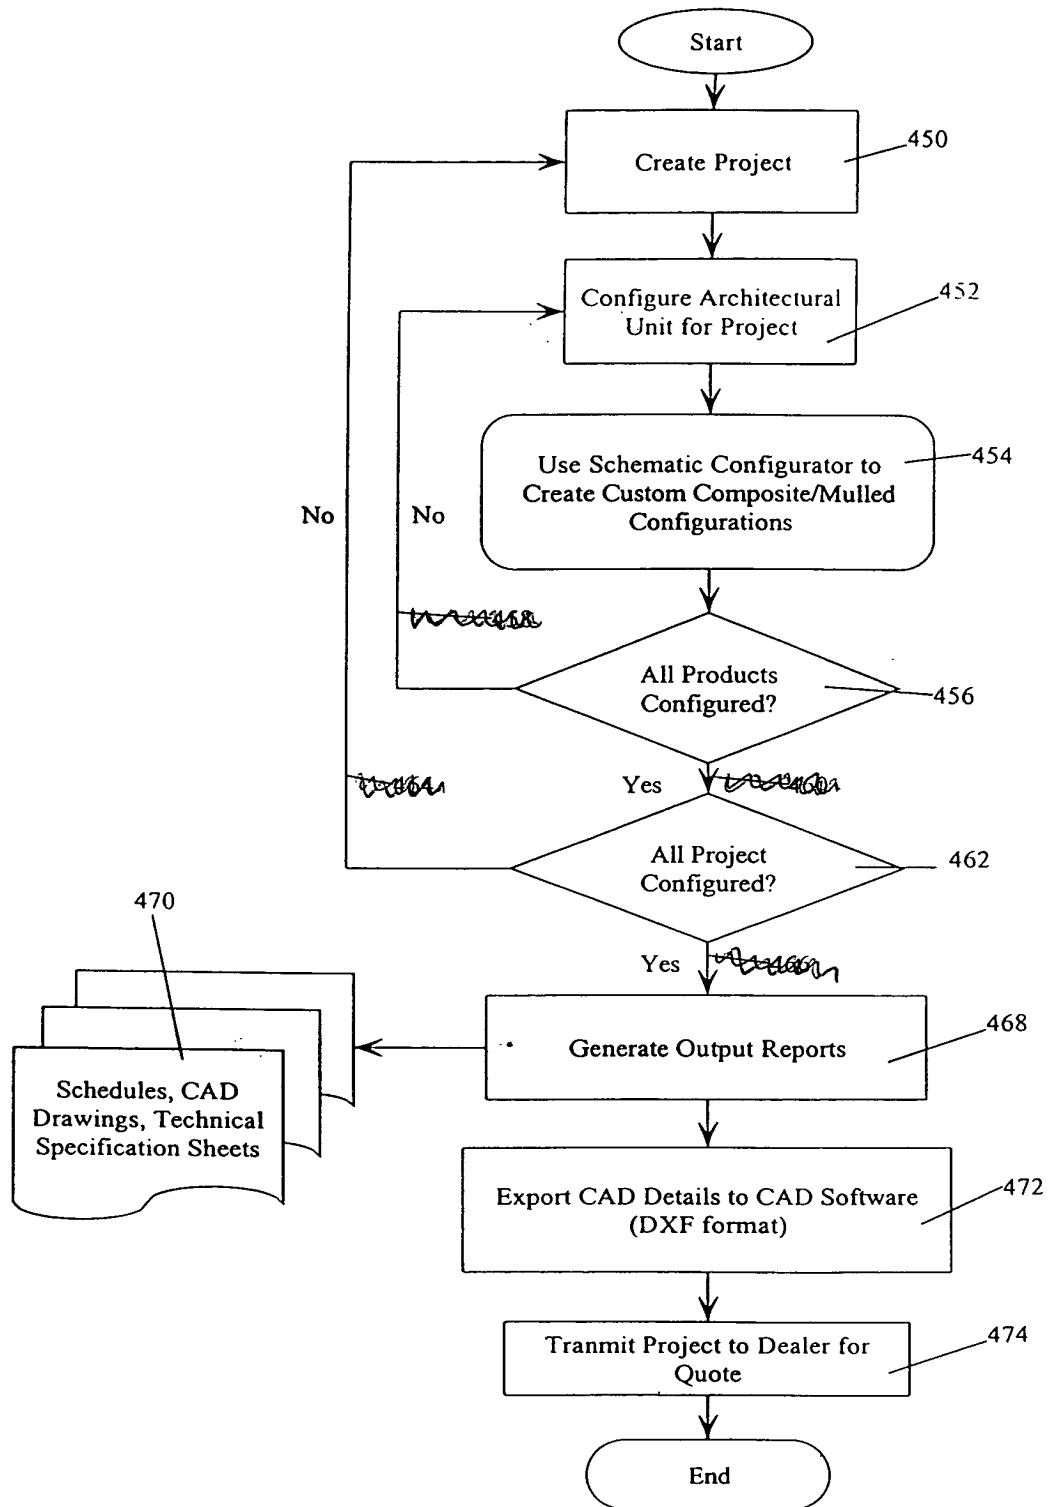 Start
Create Project
450
Configure Architectural
Unit for Project
452
Use Schematic Configurator to
Create Custom Composite/Mulled
Configurations
454
No
No
All Products
Configured?
456
Yes
All Project
Configured?
462
470
Yes
Generate Output Reports
468
Schedules, CAD
Drawings, Technical
Specification Sheets
Export CAD Details to CAD Software
(DXF format)
472
Tranmit Project to Dealer for
Quote
474
End